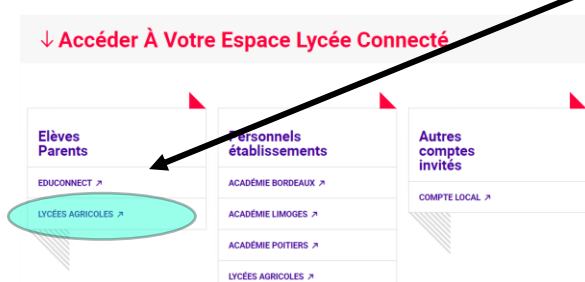 ↓ Accéder À Votre Espace Lycée Connecté
Elèves
Parents
EDUCONNECT ↗
LYCÉES AGRICOLES ↗
Personnels
établissements
ACADÉMIE BORDEAUX ↗
ACADÉMIE LIMOGES ↗
ACADÉMIE POITIERS ↗
LYCÉES AGRICOLES ↗
Autres
comptes
invités
COMPTE LOCAL ↗